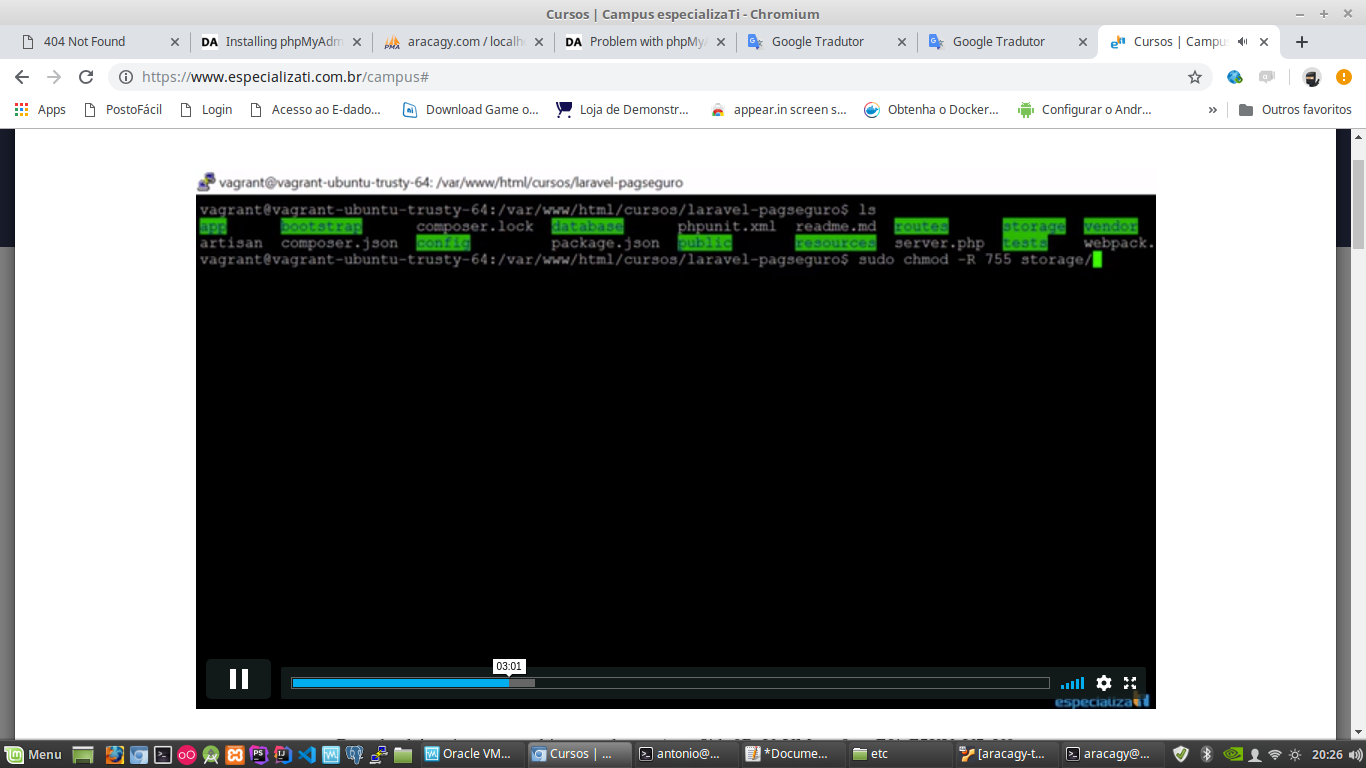 Cursos | Campus especializaTi - Chromium
404 Not Found
DA Installing phpMyAdm
PMA aracagy.com / localh
DA Problem with phpMyA
Google Tradutor
Google Tradutor
Cursos | Campu
https://www.especializati.com.br/campus#
Apps PostoFácil Login Acesso ao E-dado... Download Game o... Loja de Demonstr... appear.in screen s... Obtenha o Docker... Configurar o Andr... » Outros favoritos
vagrant@vagrant-ubuntu-trusty-64: /var/www/html/cursos/laravel-pagseguro
vagrant@vagrant-ubuntu-trusty-64:/var/www/html/cursos/laravel-pagseguro$ ls
app bootstrap composer.lock database phpunit.xml readme.md routes storage vendor
artisan composer.json config package.json public resources server.php tests webpack.
vagrant@vagrant-ubuntu-trusty-64:/var/www/html/cursos/laravel-pagseguro$ sudo chmod -R 755 storage/
03:01
especializati
Menu Oracle VM... Cursos | ... antonio@... *Docume... etc [aracagy-t... aracagy@... 20:26